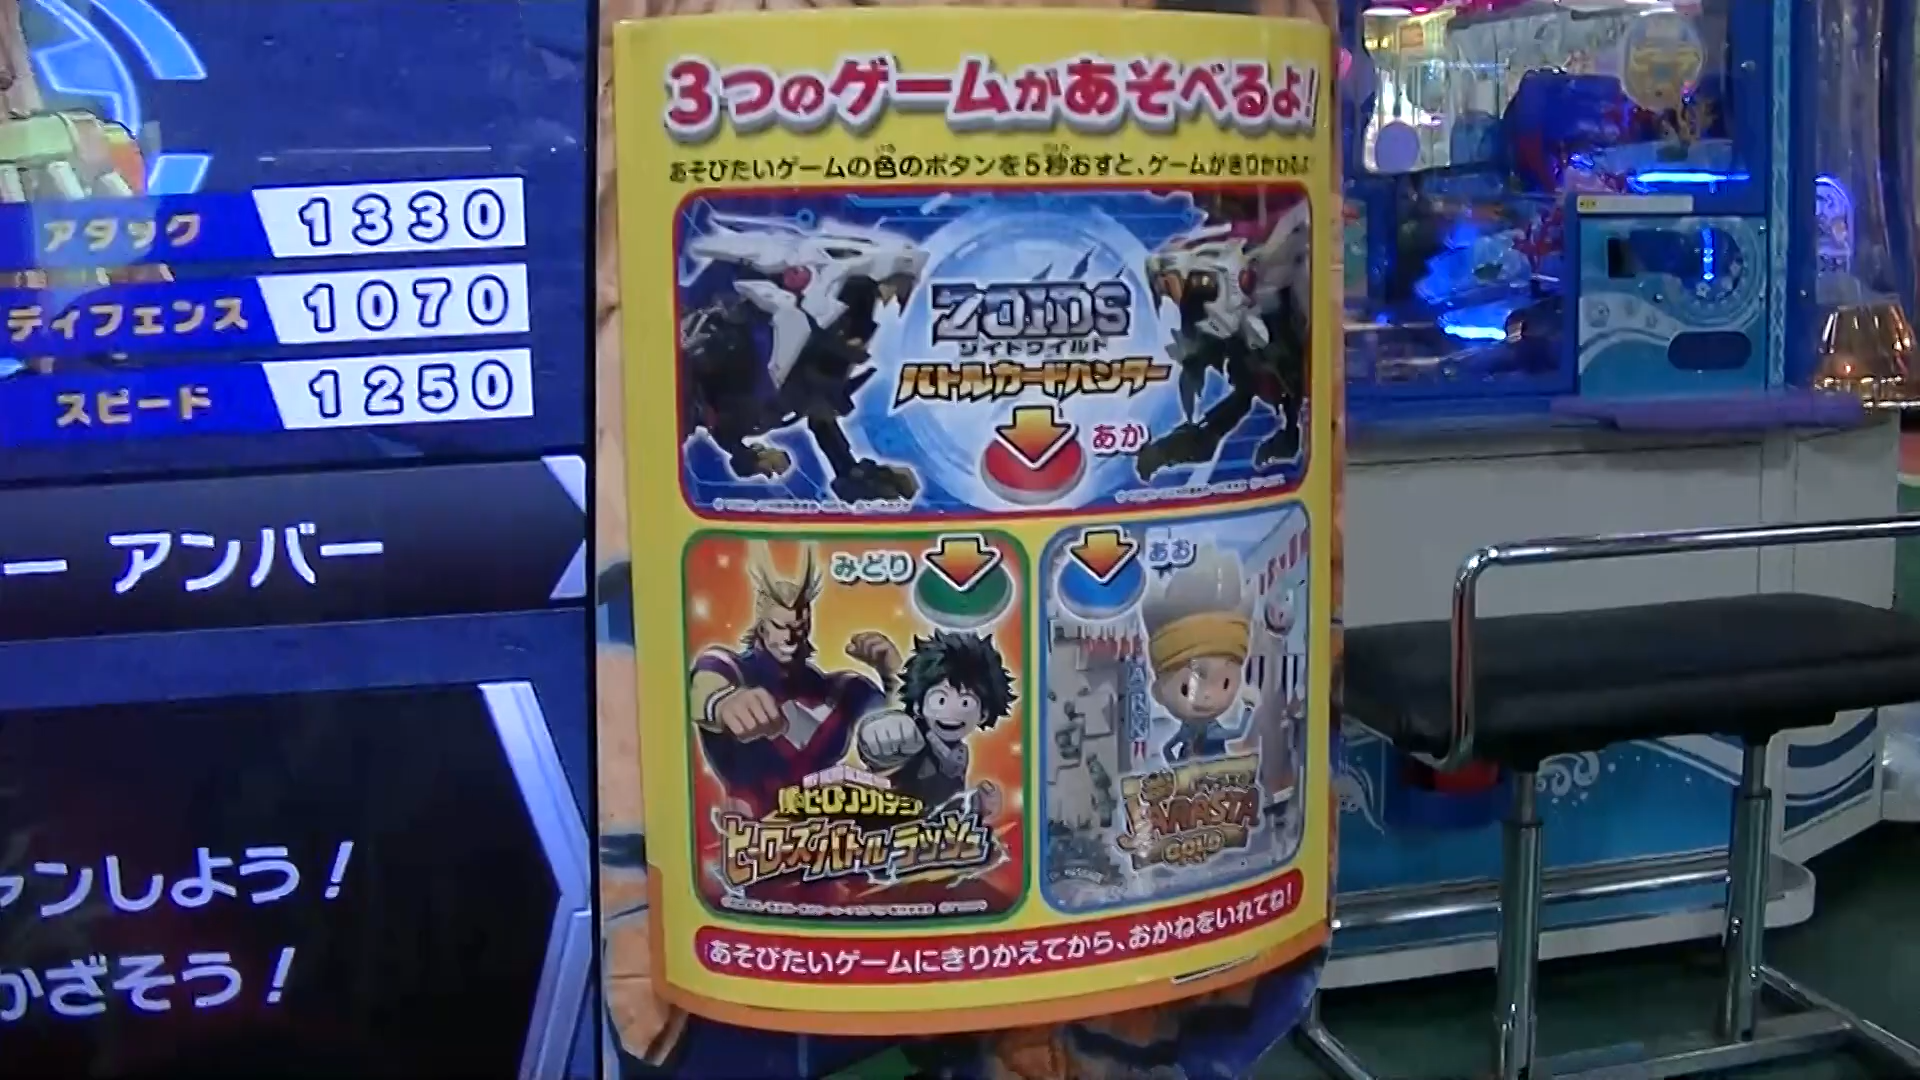 アタック 1330
ディフェンス 1070
スピード 1250
ー アンバー
ャンしよう！
かざそう！
3つのゲームがあそべるよ!
あそびたいゲームの色のボタンを5秒おすと、ゲームがきりかわるよ
ZOIDS
ゾイドワイルド
バトルカードハンター
あか
みどり
あお
僕のヒーローアカデミア
ヒーローズバトルラッシュ
JANASTA
GOLD
あそびたいゲームにきりかえてから、おかねをいれてね!